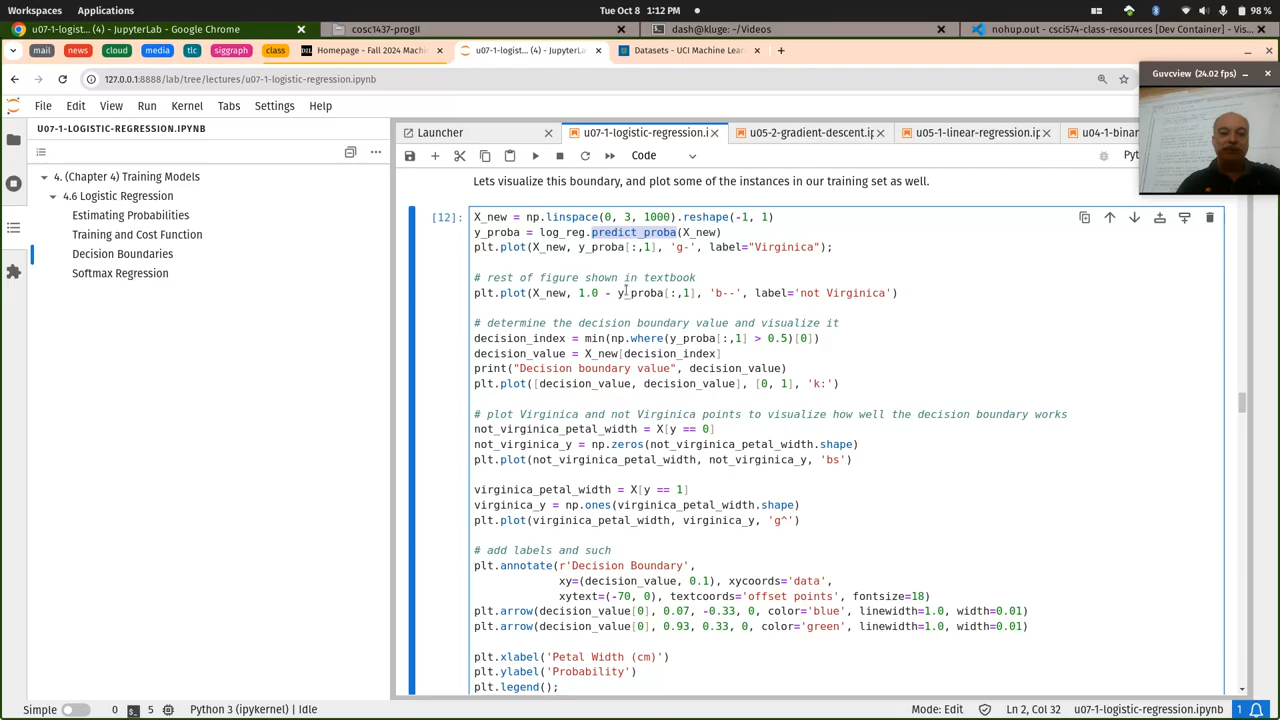 Workspaces
Tue Oct 8 1:12 PM
98 %
u07-1-logist... (4) - JupyterLab - Google Chrome
cosc1437-progII
dash@kluge: ~/Videos
nohup.out - csci574-class-resources [Dev Container] - Vis...
mail
news
cloud
media
tlc
siggraph
class
Homepage - Fall 2024 Machin
u07-1-logist... (4) - JupyterL
Datasets - UCI Machine Learn
127.0.0.1:8888/lab/tree/lectures/u07-1-logistic-regression.ipynb
Guvcview (24.02 fps)
File
Edit
View
Run
Kernel
Tabs
Settings
Help
U07-1-LOGISTIC-REGRESSION.IPYNB
Launcher
u07-1-logistic-regression.i
u05-2-gradient-descent.ip
u05-1-linear-regression.ip
u04-1-binar
Code
Pyt
4. (Chapter 4) Training Models
4.6 Logistic Regression
Estimating Probabilities
Training and Cost Function
Decision Boundaries
Softmax Regression
Lets visualize this boundary, and plot some of the instances in our training set as well.
[12]:
X_new = np.linspace(0, 3, 1000).reshape(-1, 1)
y_proba = log_reg.predict_proba(X_new)
plt.plot(X_new, y_proba[:,1], 'g-', label="Virginica");
# rest of figure shown in textbook
plt.plot(X_new, 1.0 - y_proba[:,1], 'b--', label='not Virginica')
# determine the decision boundary value and visualize it
decision_index = min(np.where(y_proba[:,1] > 0.5)[0])
decision_value = X_new[decision_index]
print("Decision boundary value", decision_value)
plt.plot([decision_value, decision_value], [0, 1], 'k:')
# plot Virginica and not Virginica points to visualize how well the decision boundary works
not_virginica_petal_width = X[y == 0]
not_virginica_y = np.zeros(not_virginica_petal_width.shape)
plt.plot(not_virginica_petal_width, not_virginica_y, 'bs')
virginica_petal_width = X[y == 1]
virginica_y = np.ones(virginica_petal_width.shape)
plt.plot(virginica_petal_width, virginica_y, 'g^')
# add labels and such
plt.annotate(r'Decision Boundary',
xy=(decision_value, 0.1), xycoords='data',
xytext=(-70, 0), textcoords='offset points', fontsize=18)
plt.arrow(decision_value[0], 0.07, -0.33, 0, color='blue', linewidth=1.0, width=0.01)
plt.arrow(decision_value[0], 0.93, 0.33, 0, color='green', linewidth=1.0, width=0.01)
plt.xlabel('Petal Width (cm)')
plt.ylabel('Probability')
plt.legend();
Simple
0
5
Python 3 (ipykernel) | Idle
Mode: Edit
Ln 2, Col 32
u07-1-logistic-regression.ipynb
1